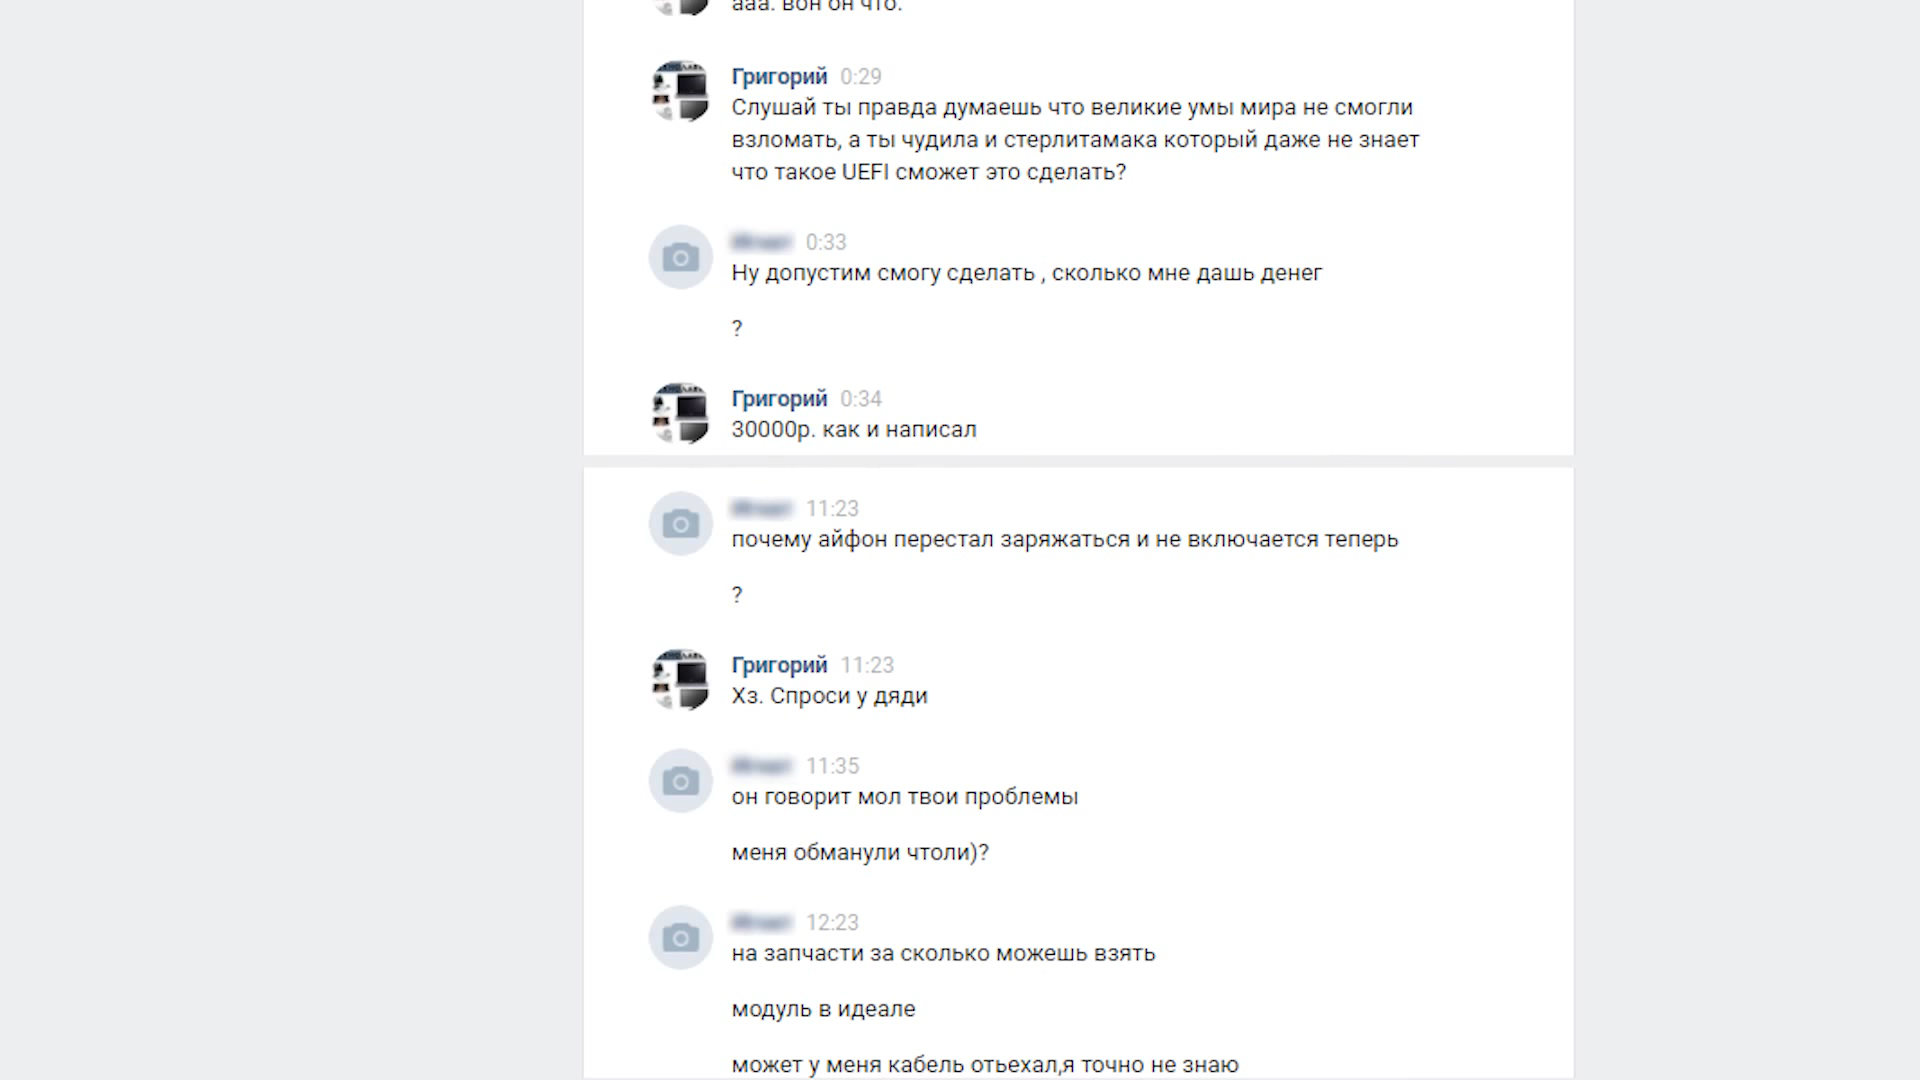 ааа. вон он что.
Григорий 0:29
Слушай ты правда думаешь что великие умы мира не смогли
взломать, а ты чудила и стерлитамака который даже не знает
что такое UEFI сможет это сделать?
0:33
Ну допустим смогу сделать , сколько мне дашь денег
?
Григорий 0:34
30000р. как и написал
11:23
почему айфон перестал заряжаться и не включается теперь
?
Григорий 11:23
Хз. Спроси у дяди
11:35
он говорит мол твои проблемы
меня обманули чтоли)?
12:23
на запчасти за сколько можешь взять
модуль в идеале
может у меня кабель отьехал,я точно не знаю